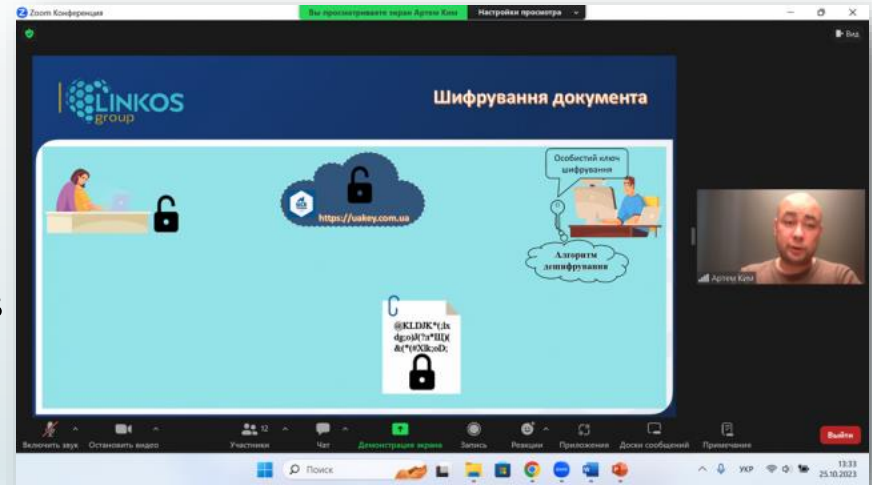 Zoom Конференция
Вы просматриваете экран Артем Ким
Настройки просмотра
Вид
LINKOS
group
Шифрування документа
Особистий ключ
шифрування
https://uakey.com.ua
Алгоритм
дешифрування
Артем Ким
12
Включить звук
Остановить видео
Участники
Чат
Демонстрация экрана
Запись
Реакции
Приложения
Доски сообщений
Примечания
Выйти
Поиск
УКР
13:33
25.10.2023